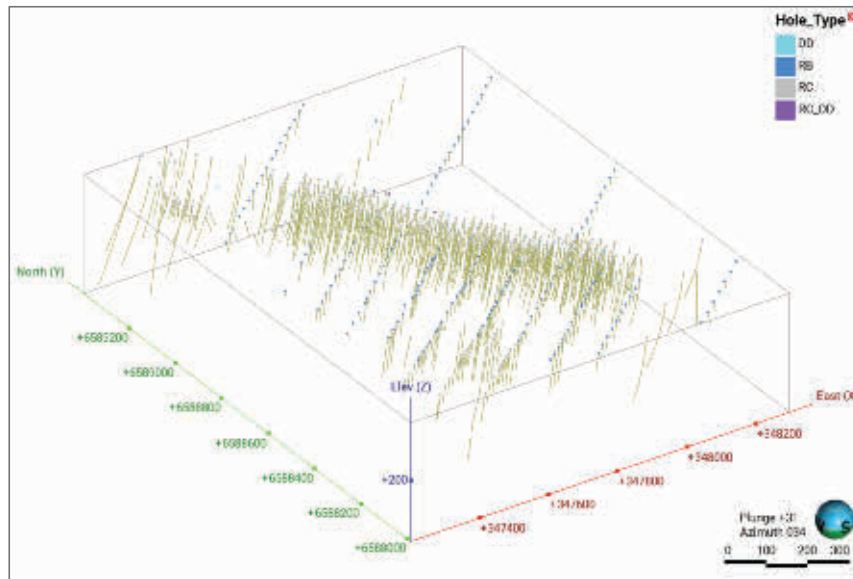 Hole_Type
DD
RB
RC
RC_DD
North (Y)
+6589200
+6589000
+6588800
+6588600
+6588400
+6588200
+6588000
Elev (Z)
+200
East (X)
+348200
+348000
+347800
+347600
+347400
Plunge +31
Azimuth 034
0 100 200 300